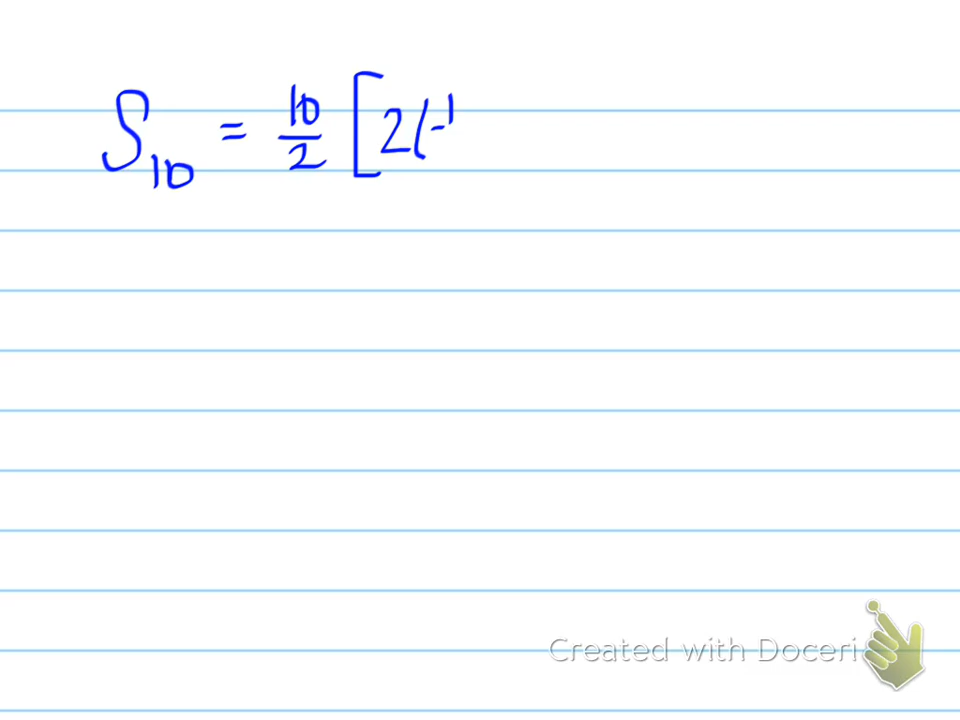 S₁₀ = 10/2 [2(-1
Created with Doceri